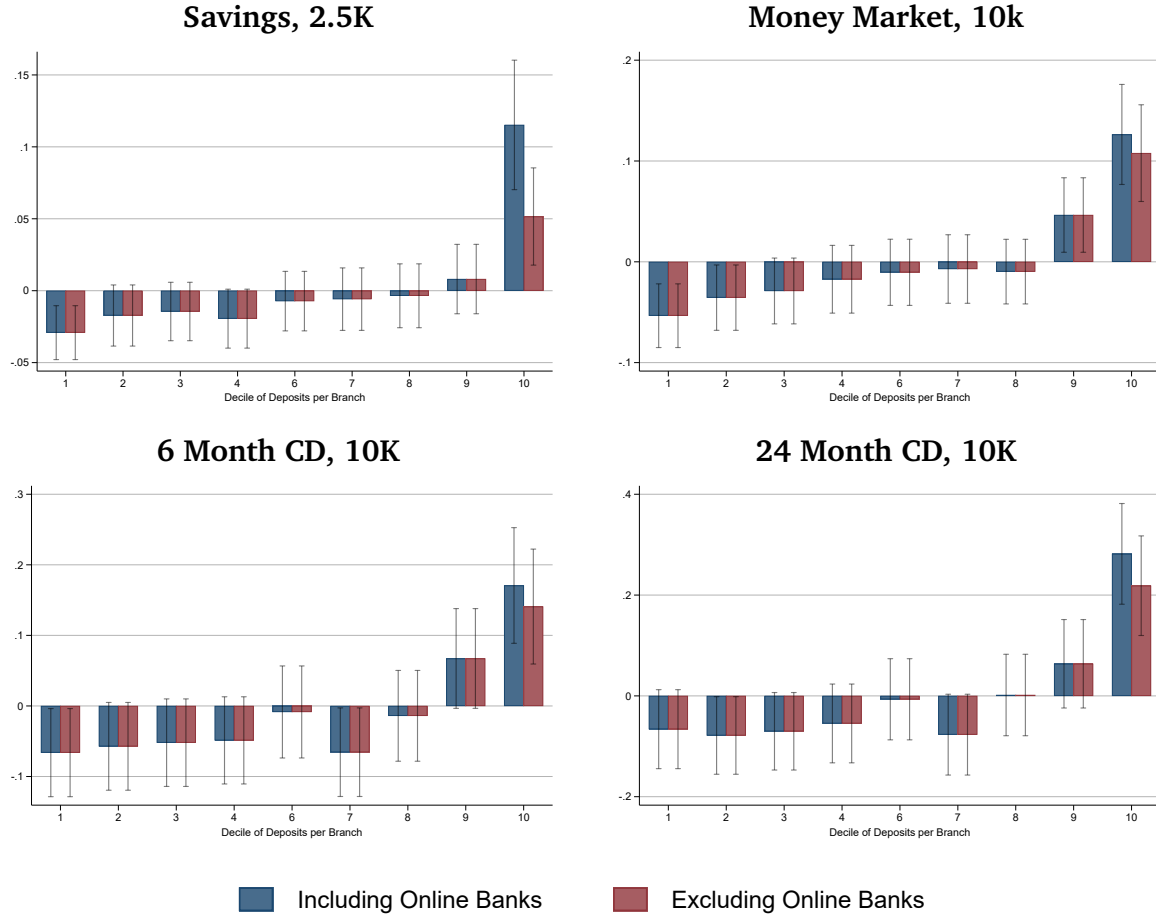 Savings, 2.5K
.15
.1
.05
0
-.05
1 2 3 4 6 7 8 9 10
Decile of Deposits per Branch
Money Market, 10k
.2
.1
0
-.1
1 2 3 4 6 7 8 9 10
Decile of Deposits per Branch
6 Month CD, 10K
.3
.2
.1
0
-.1
1 2 3 4 6 7 8 9 10
Decile of Deposits per Branch
24 Month CD, 10K
.4
.2
0
-.2
1 2 3 4 6 7 8 9 10
Decile of Deposits per Branch
Including Online Banks Excluding Online Banks